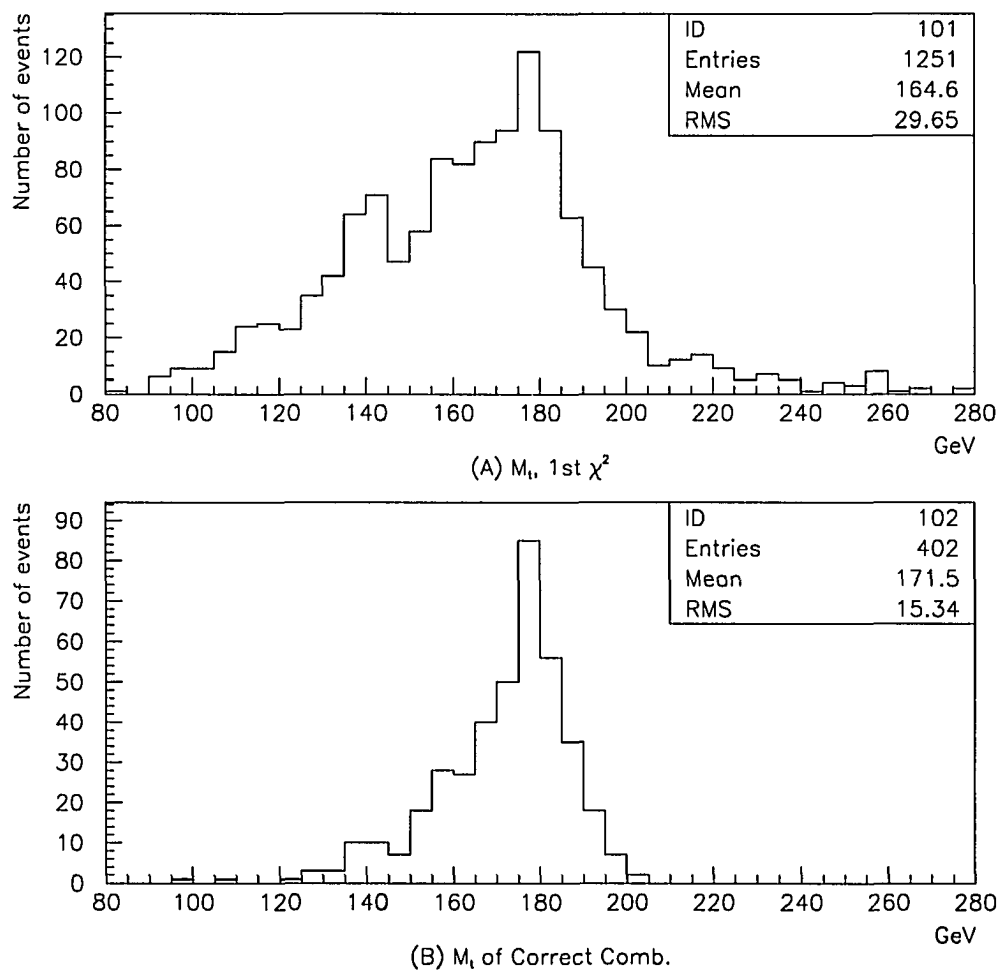 Number of events
120
100
80
60
40
20
0
ID 101
Entries 1251
Mean 164.6
RMS 29.65
80 100 120 140 160 180 200 220 240 260 280
GeV
(A) Mₜ, 1st χ²
Number of events
90
80
70
60
50
40
30
20
10
0
ID 102
Entries 402
Mean 171.5
RMS 15.34
80 100 120 140 160 180 200 220 240 260 280
GeV
(B) Mₜ of Correct Comb.